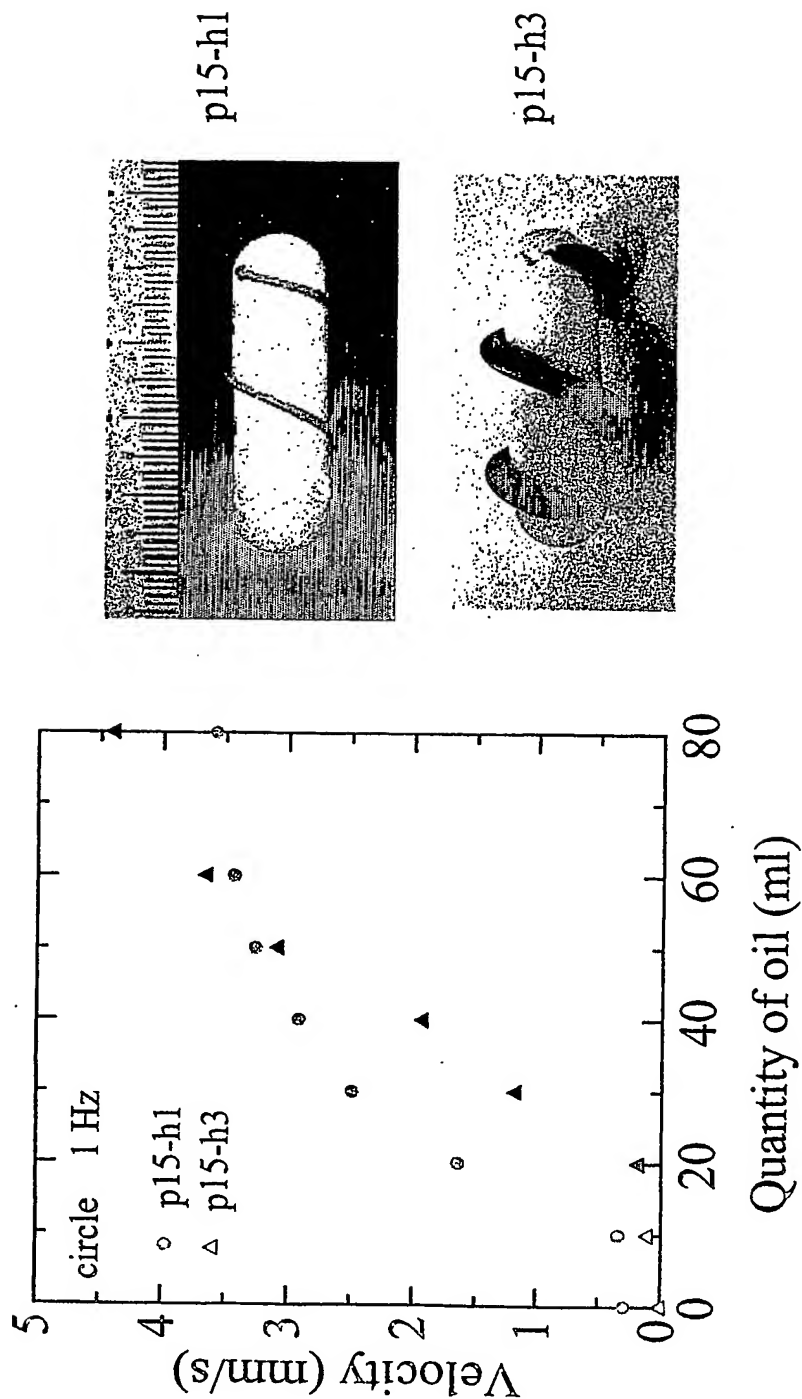 circle 1 Hz
p15-h1
p15-h3
5
4
3
2
1
0
0
20
40
60
80
Velocity (mm/s)
Quantity of oil (ml)
p15-h1
p15-h3